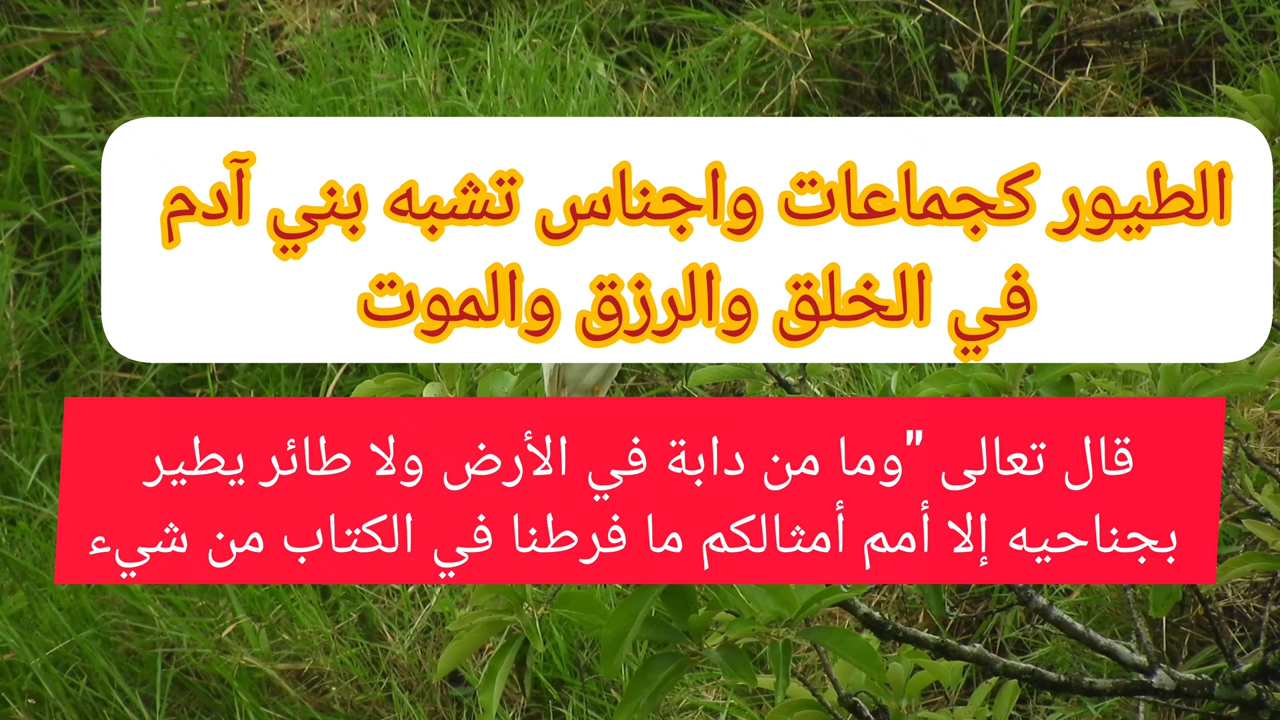 الطيور كجماعات واجناس تشبه بني آدم
في الخلق والرزق والموت
قال تعالى "وما من دابة في الأرض ولا طائر يطير
بجناحيه إلا أمم أمثالكم ما فرطنا في الكتاب من شيء